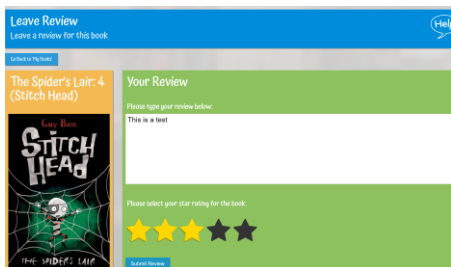 Leave Review
Leave a review for this book
Help
Go Back to 'My Books'
The Spider's Lair: 4
(Stitch Head)
Guy Bass
STITCH
HEAD
THE SPIDER'S LAIR
Your Review
Please type your review below:
This is a test
Please select your star rating for the book:
Submit Review